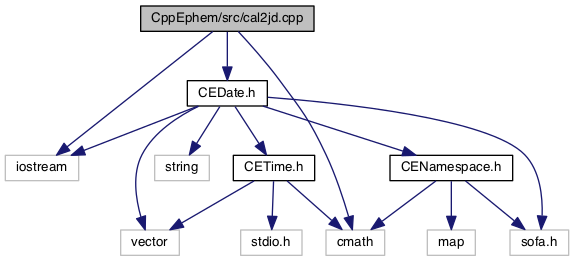 CppEphem/src/cal2jd.cpp
CEDate.h
iostream
string
CETime.h
CENamespace.h
vector
stdio.h
cmath
map
sofa.h